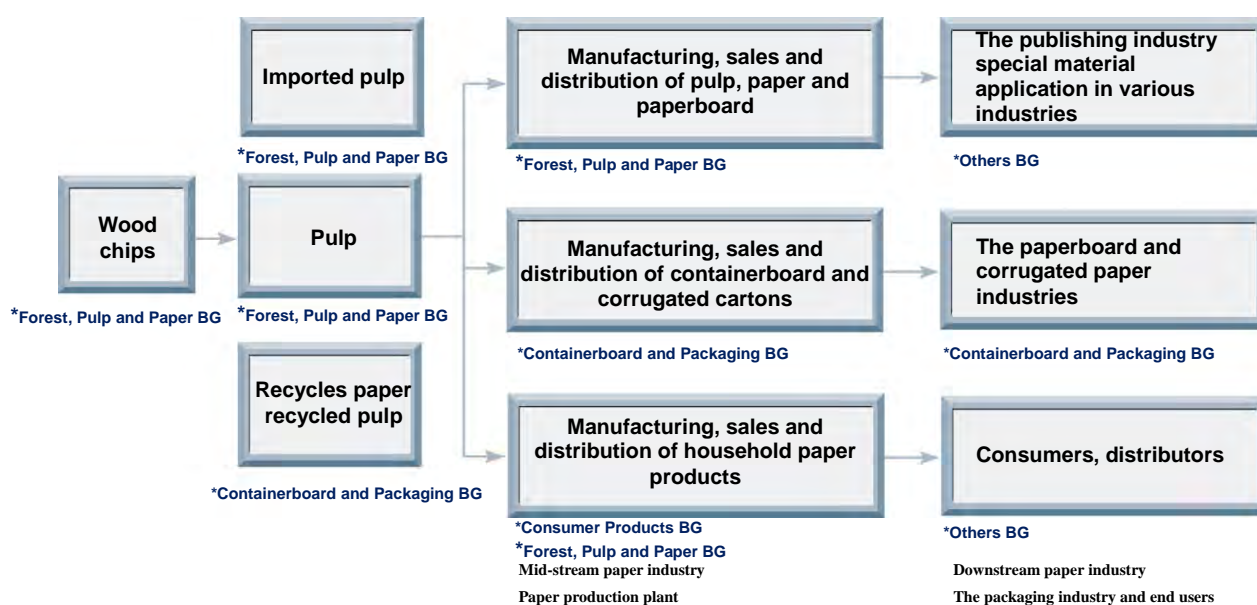 Imported pulp
*Forest, Pulp and Paper BG
Wood
chips
*Forest, Pulp and Paper BG
Pulp
*Forest, Pulp and Paper BG
Recycles paper
recycled pulp
*Containerboard and Packaging BG
Manufacturing, sales and
distribution of pulp, paper and
paperboard
*Forest, Pulp and Paper BG
Manufacturing, sales and
distribution of containerboard and
corrugated cartons
*Containerboard and Packaging BG
Manufacturing, sales and
distribution of household paper
products
*Consumer Products BG
*Forest, Pulp and Paper BG
Mid-stream paper industry
Paper production plant
The publishing industry
special material
application in various
industries
*Others BG
The paperboard and
corrugated paper
industries
*Containerboard and Packaging BG
Consumers, distributors
*Others BG
Downstream paper industry
The packaging industry and end users